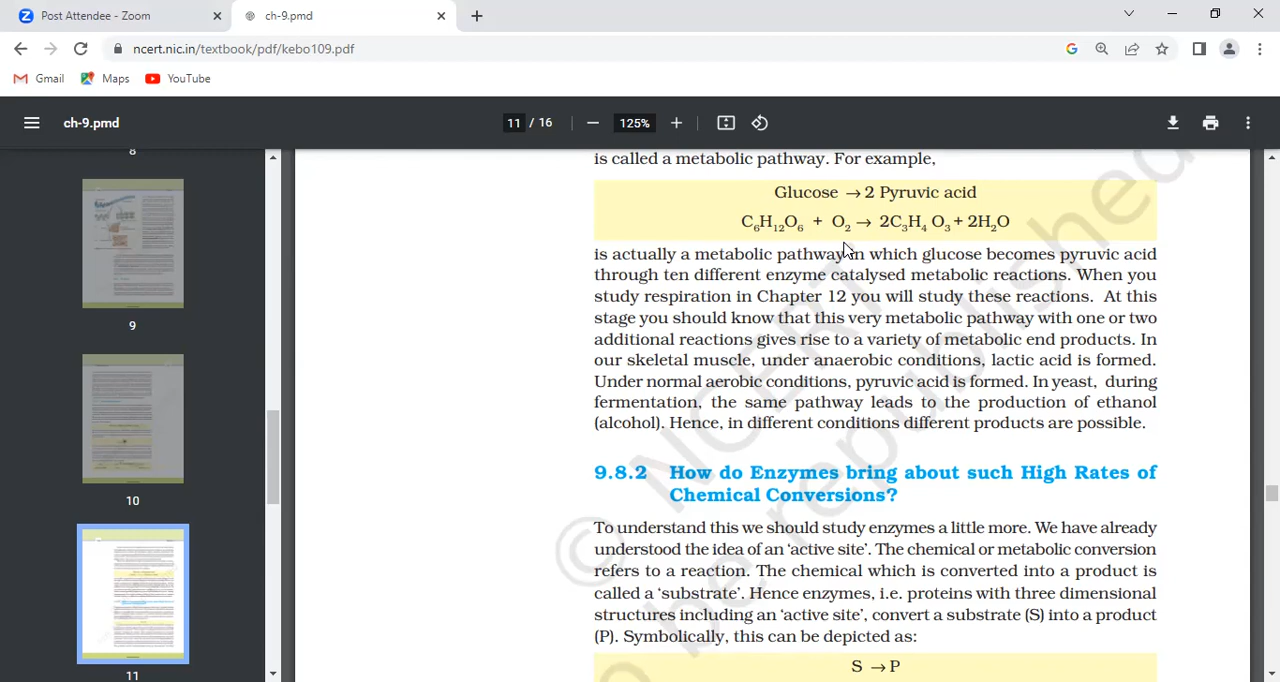 Post Attendee - Zoom
ch-9.pmd
ncert.nic.in/textbook/pdf/kebo109.pdf
Gmail
Maps
YouTube
ch-9.pmd
11 / 16
125%
8
9
10
11
is called a metabolic pathway. For example,
Glucose → 2 Pyruvic acid
C₆H₁₂O₆ + O₂ → 2C₃H₄ O₃ + 2H₂O
is actually a metabolic pathway in which glucose becomes pyruvic acid
through ten different enzyme catalysed metabolic reactions. When you
study respiration in Chapter 12 you will study these reactions. At this
stage you should know that this very metabolic pathway with one or two
additional reactions gives rise to a variety of metabolic end products. In
our skeletal muscle, under anaerobic conditions, lactic acid is formed.
Under normal aerobic conditions, pyruvic acid is formed. In yeast, during
fermentation, the same pathway leads to the production of ethanol
(alcohol). Hence, in different conditions different products are possible.
9.8.2 How do Enzymes bring about such High Rates of
Chemical Conversions?
To understand this we should study enzymes a little more. We have already
understood the idea of an ‘active site’. The chemical or metabolic conversion
refers to a reaction. The chemical which is converted into a product is
called a ‘substrate’. Hence enzymes, i.e. proteins with three dimensional
structures including an ‘active site’, convert a substrate (S) into a product
(P). Symbolically, this can be depicted as:
S → P
© NCERT
be republished